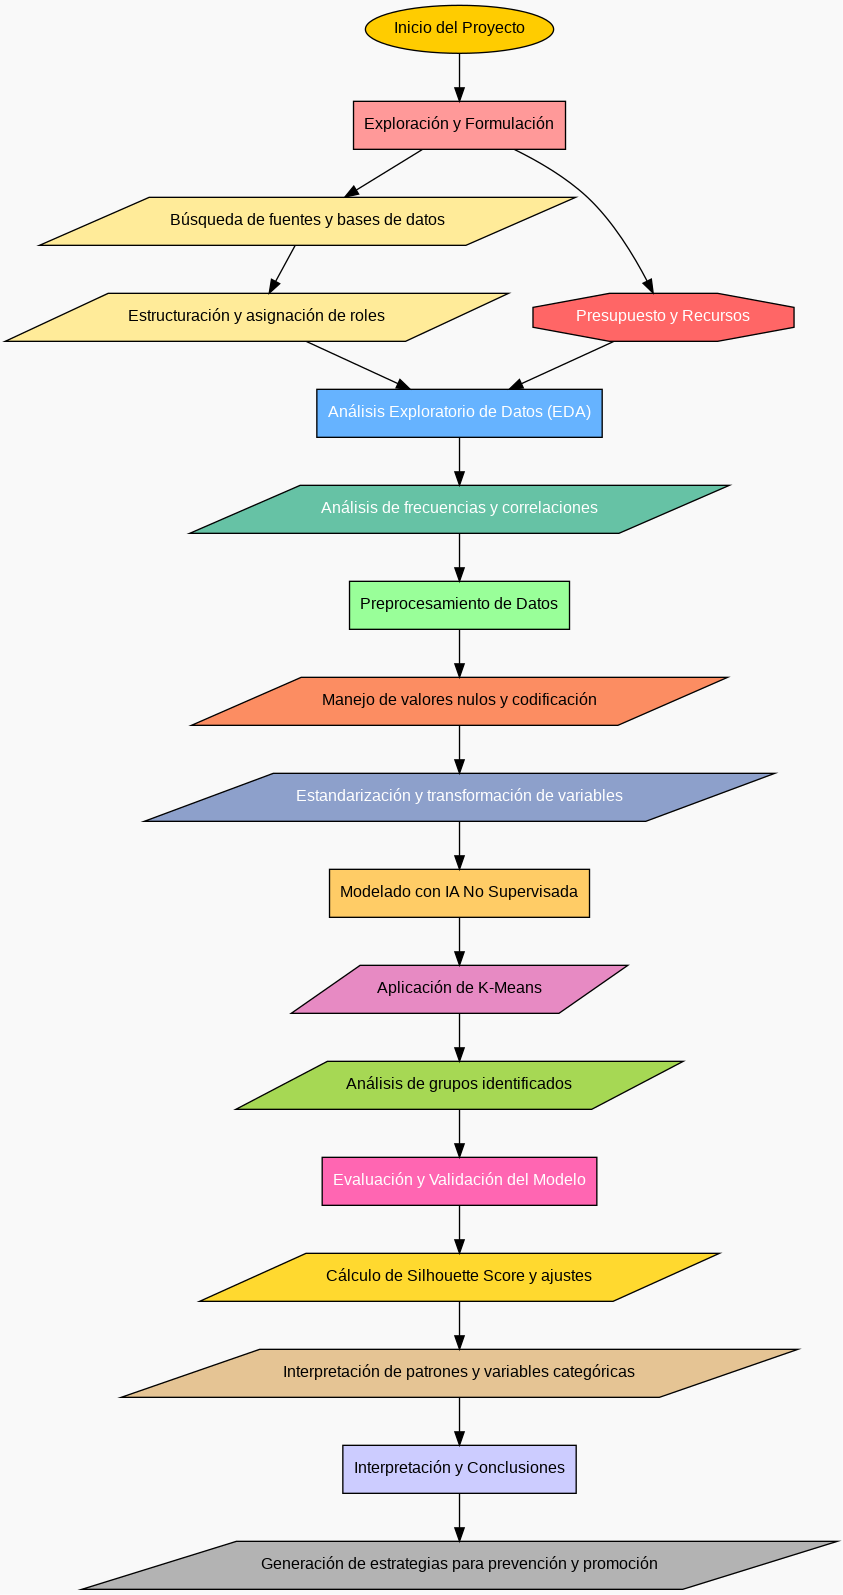 Inicio del Proyecto
Exploración y Formulación
Búsqueda de fuentes y bases de datos
Estructuración y asignación de roles
Presupuesto y Recursos
Análisis Exploratorio de Datos (EDA)
Análisis de frecuencias y correlaciones
Preprocesamiento de Datos
Manejo de valores nulos y codificación
Estandarización y transformación de variables
Modelado con IA No Supervisada
Aplicación de K-Means
Análisis de grupos identificados
Evaluación y Validación del Modelo
Cálculo de Silhouette Score y ajustes
Interpretación de patrones y variables categóricas
Interpretación y Conclusiones
Generación de estrategias para prevención y promoción